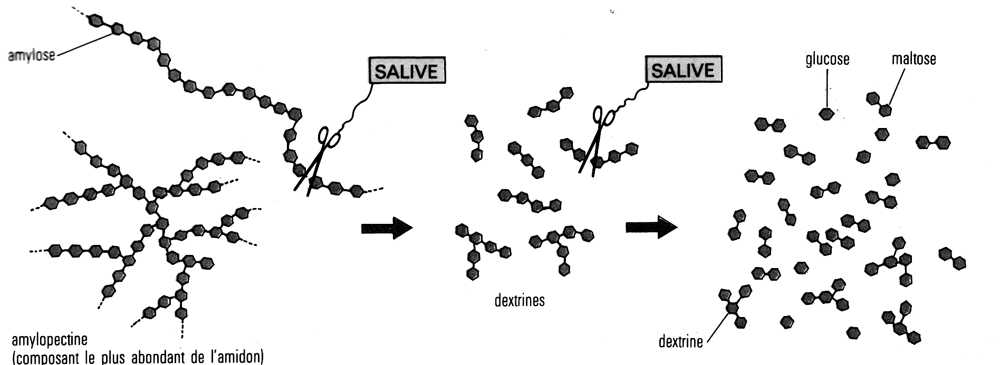 amylose
SALIVE
SALIVE
glucose
maltose
dextrines
dextrine
amylopectine
(composant le plus abondant de l'amidon)